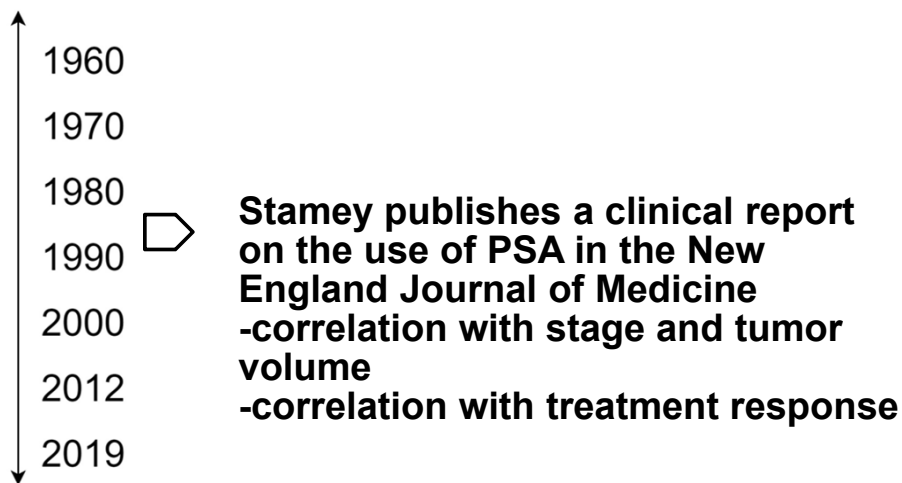 1960
1970
1980
1990
2000
2012
2019
Stamey publishes a clinical report
on the use of PSA in the New
England Journal of Medicine
-correlation with stage and tumor
volume
-correlation with treatment response